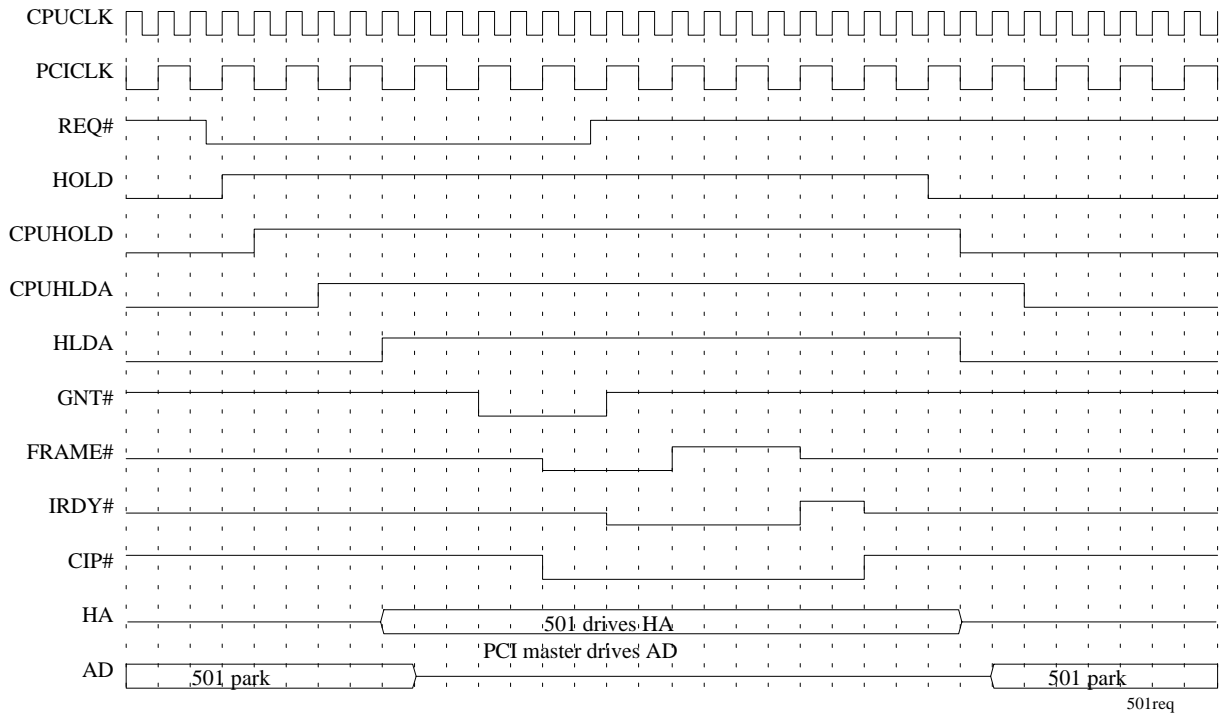 CPUCLK
PCICLK
REQ#
HOLD
CPUHOLD
CPUHLDA
HLDA
GNT#
FRAME#
IRDY#
CIP#
HA
501 drives HA
PCI master drives AD
AD
501 park
501 park
501req